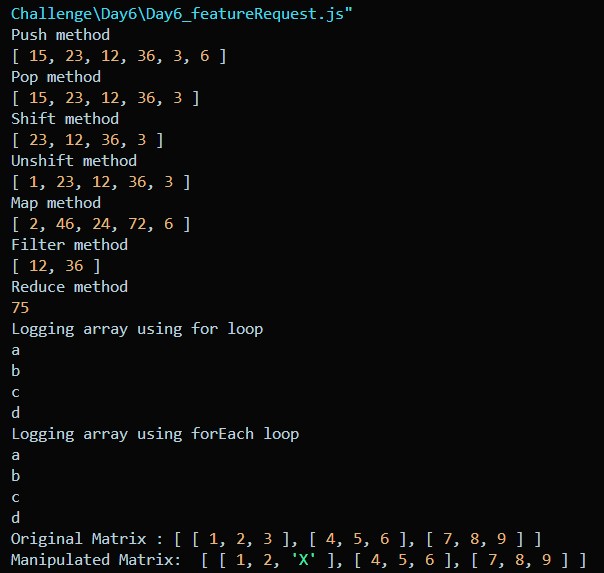 Challenge\Day6\Day6_featureRequest.js"
Push method
[ 15, 23, 12, 36, 3, 6 ]
Pop method
[ 15, 23, 12, 36, 3 ]
Shift method
[ 23, 12, 36, 3 ]
Unshift method
[ 1, 23, 12, 36, 3 ]
Map method
[ 2, 46, 24, 72, 6 ]
Filter method
[ 12, 36 ]
Reduce method
75
Logging array using for loop
a
b
c
d
Logging array using forEach loop
a
b
c
d
Original Matrix : [ [ 1, 2, 3 ], [ 4, 5, 6 ], [ 7, 8, 9 ] ]
Manipulated Matrix:  [ [ 1, 2, 'X' ], [ 4, 5, 6 ], [ 7, 8, 9 ] ]